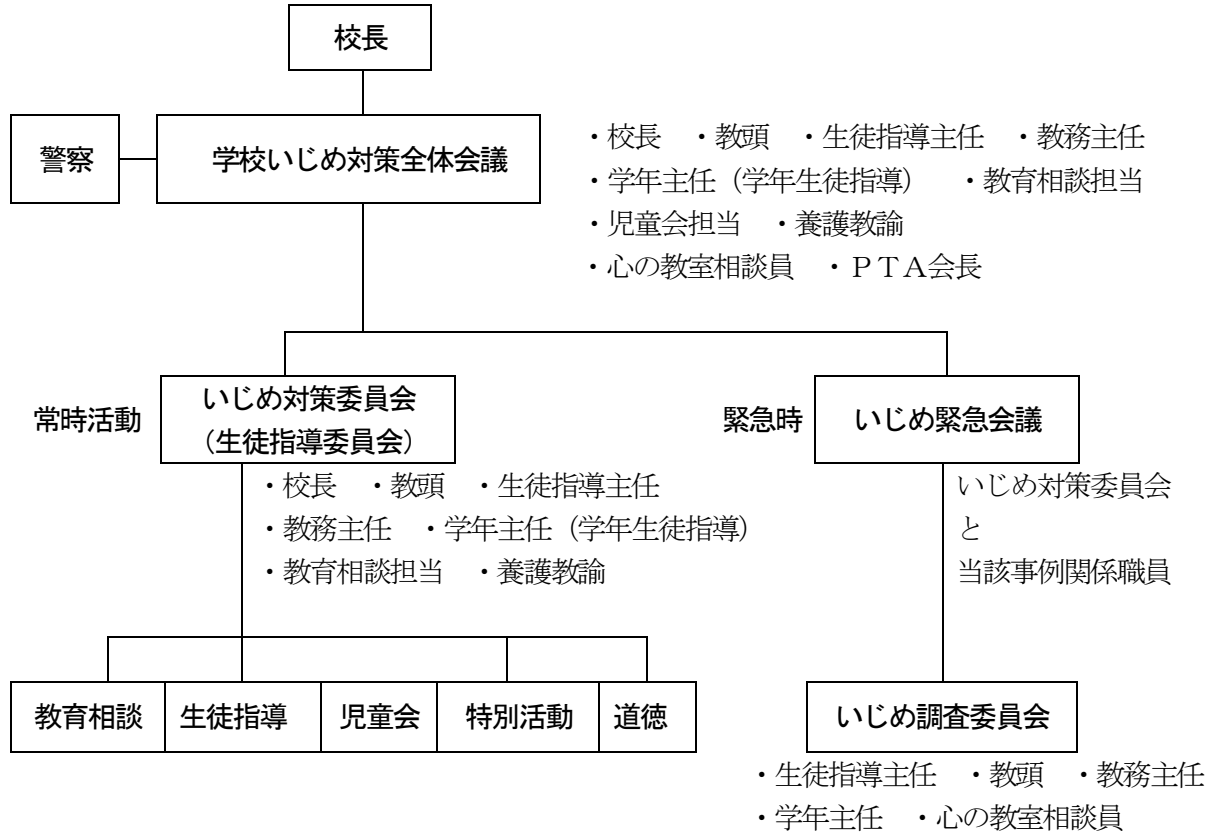 校長
警察
学校いじめ対策全体会議
・校長　・教頭　・生徒指導主任　・教務主任
・学年主任（学年生徒指導）　・教育相談担当
・児童会担当　・養護教諭
・心の教室相談員　・ＰＴＡ会長
常時活動
いじめ対策委員会
（生徒指導委員会）
・校長　・教頭　・生徒指導主任
・教務主任　・学年主任（学年生徒指導）
・教育相談担当　・養護教諭
緊急時
いじめ緊急会議
いじめ対策委員会
と
当該事例関係職員
教育相談
生徒指導
児童会
特別活動
道徳
いじめ調査委員会
・生徒指導主任　・教頭　・教務主任
・学年主任　・心の教室相談員